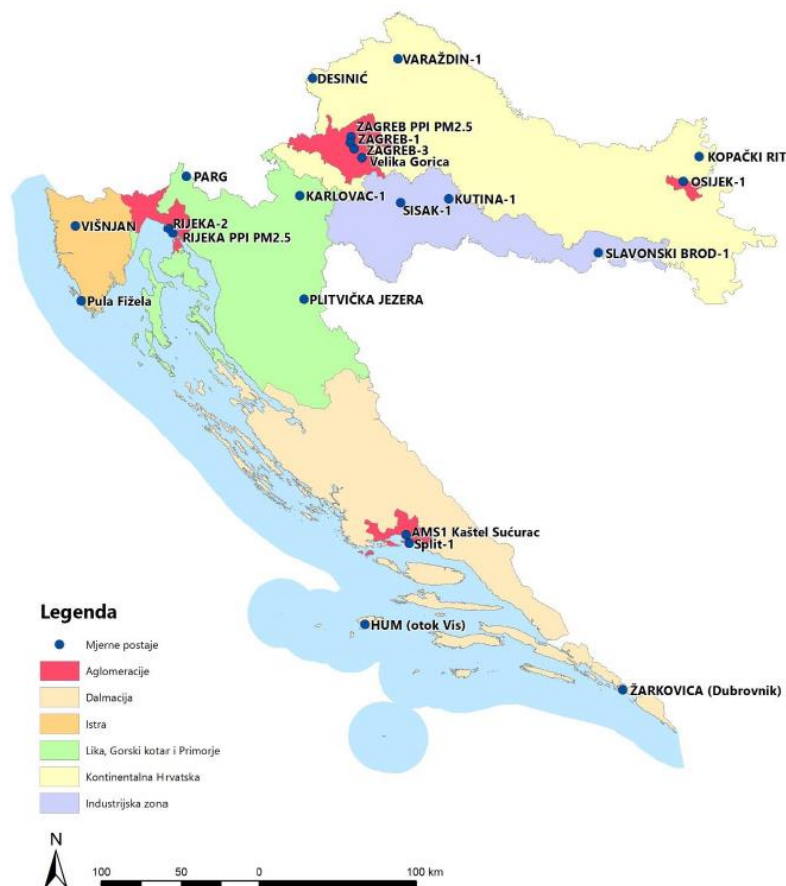 VARAŽDIN-1
DESINIĆ
ZAGREB PPI PM2.5
ZAGREB-1
ZAGREB-3
Velika Gorica
KOPAČKI RIT
PARG
OSIJEK-1
KARLOVAC-1
KUTINA-1
SISAK-1
VIŠNJAN
RIJEKA-2
RIJEKA PPI PM2.5
SLAVONSKI BROD-1
Pula Fižela
PLITVIČKA JEZERA
AMS1 Kaštel Sućurac
Split-1
HUM (otok Vis)
ŽARKOVICA (Dubrovnik)
Legenda
Mjerne postaje
Aglomeracije
Dalmacija
Istra
Lika, Gorski kotar i Primorje
Kontinentalna Hrvatska
Industrijska zona
N
100 50 0 100 km